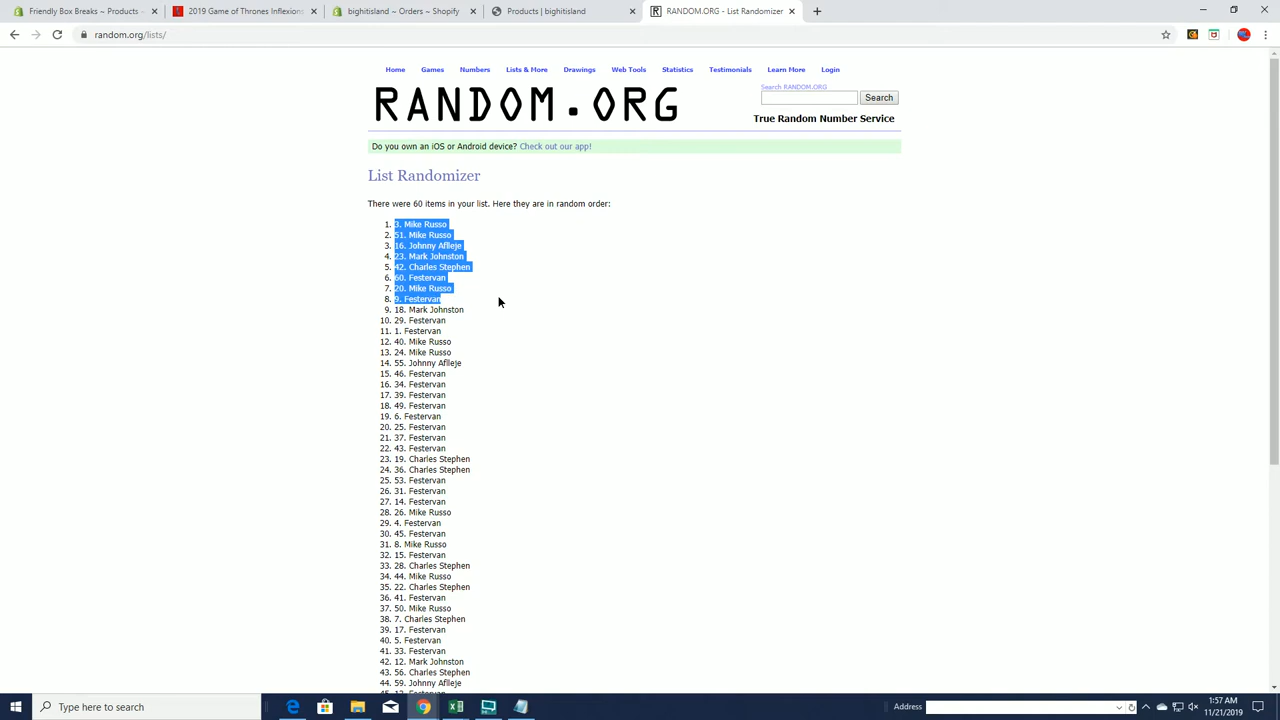 Friendly Box Breaks ~ Shopify
2019 Game of Thrones Inflexions
bightiisland ~ Orders ~ Shopify
Products – bightiisland
RANDOM.ORG - List Randomizer
random.org/lists/
Home Games Numbers Lists & More Drawings Web Tools Statistics Testimonials Learn More Login
RANDOM.ORG
Search RANDOM.ORG
Search
True Random Number Service
Do you own an iOS or Android device? Check out our app!
List Randomizer
There were 60 items in your list. Here they are in random order:
1. 3. Mike Russo
2. 51. Mike Russo
3. 16. Johnny Aflleje
4. 23. Mark Johnston
5. 42. Charles Stephen
6. 60. Festervan
7. 20. Mike Russo
8. 9. Festervan
9. 18. Mark Johnston
10. 29. Festervan
11. 1. Festervan
12. 40. Mike Russo
13. 24. Mike Russo
14. 55. Johnny Aflleje
15. 46. Festervan
16. 34. Festervan
17. 39. Festervan
18. 49. Festervan
19. 6. Festervan
20. 25. Festervan
21. 37. Festervan
22. 43. Festervan
23. 19. Charles Stephen
24. 36. Charles Stephen
25. 53. Festervan
26. 31. Festervan
27. 14. Festervan
28. 26. Mike Russo
29. 4. Festervan
30. 45. Festervan
31. 8. Mike Russo
32. 15. Festervan
33. 28. Charles Stephen
34. 44. Mike Russo
35. 22. Charles Stephen
36. 41. Festervan
37. 50. Mike Russo
38. 7. Charles Stephen
39. 17. Festervan
40. 5. Festervan
41. 33. Festervan
42. 12. Mark Johnston
43. 56. Charles Stephen
44. 59. Johnny Aflleje
45. 13. Festervan
Type here to search
Address
1:57 AM
11/21/2019